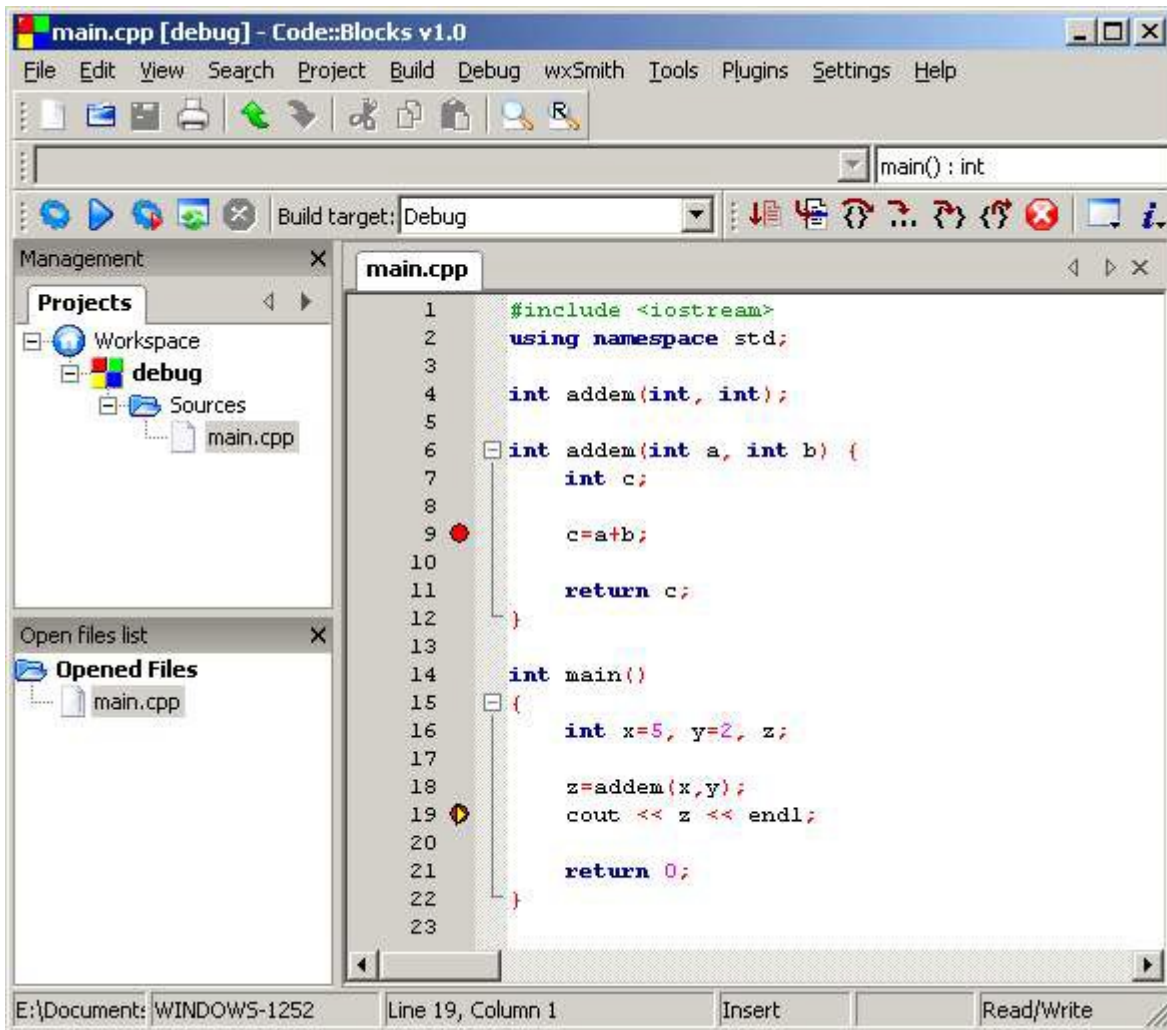 main.cpp [debug] - Code::Blocks v1.0
File Edit View Search Project Build Debug wxSmith Tools Plugins Settings Help
R
main() : int
Build target: Debug
i
Management
Projects
Workspace
debug
Sources
main.cpp
Open files list
Opened Files
main.cpp
main.cpp
1 #include <iostream>
2 using namespace std;
3
4 int addem(int, int);
5
6 int addem(int a, int b) {
7 int c;
8
9 c=a+b;
10
11 return c;
12 }
13
14 int main()
15 {
16 int x=5, y=2, z;
17
18 z=addem(x,y);
19 cout << z << endl;
20
21 return 0;
22 }
23
E:\Document: WINDOWS-1252 Line 19, Column 1 Insert Read/Write